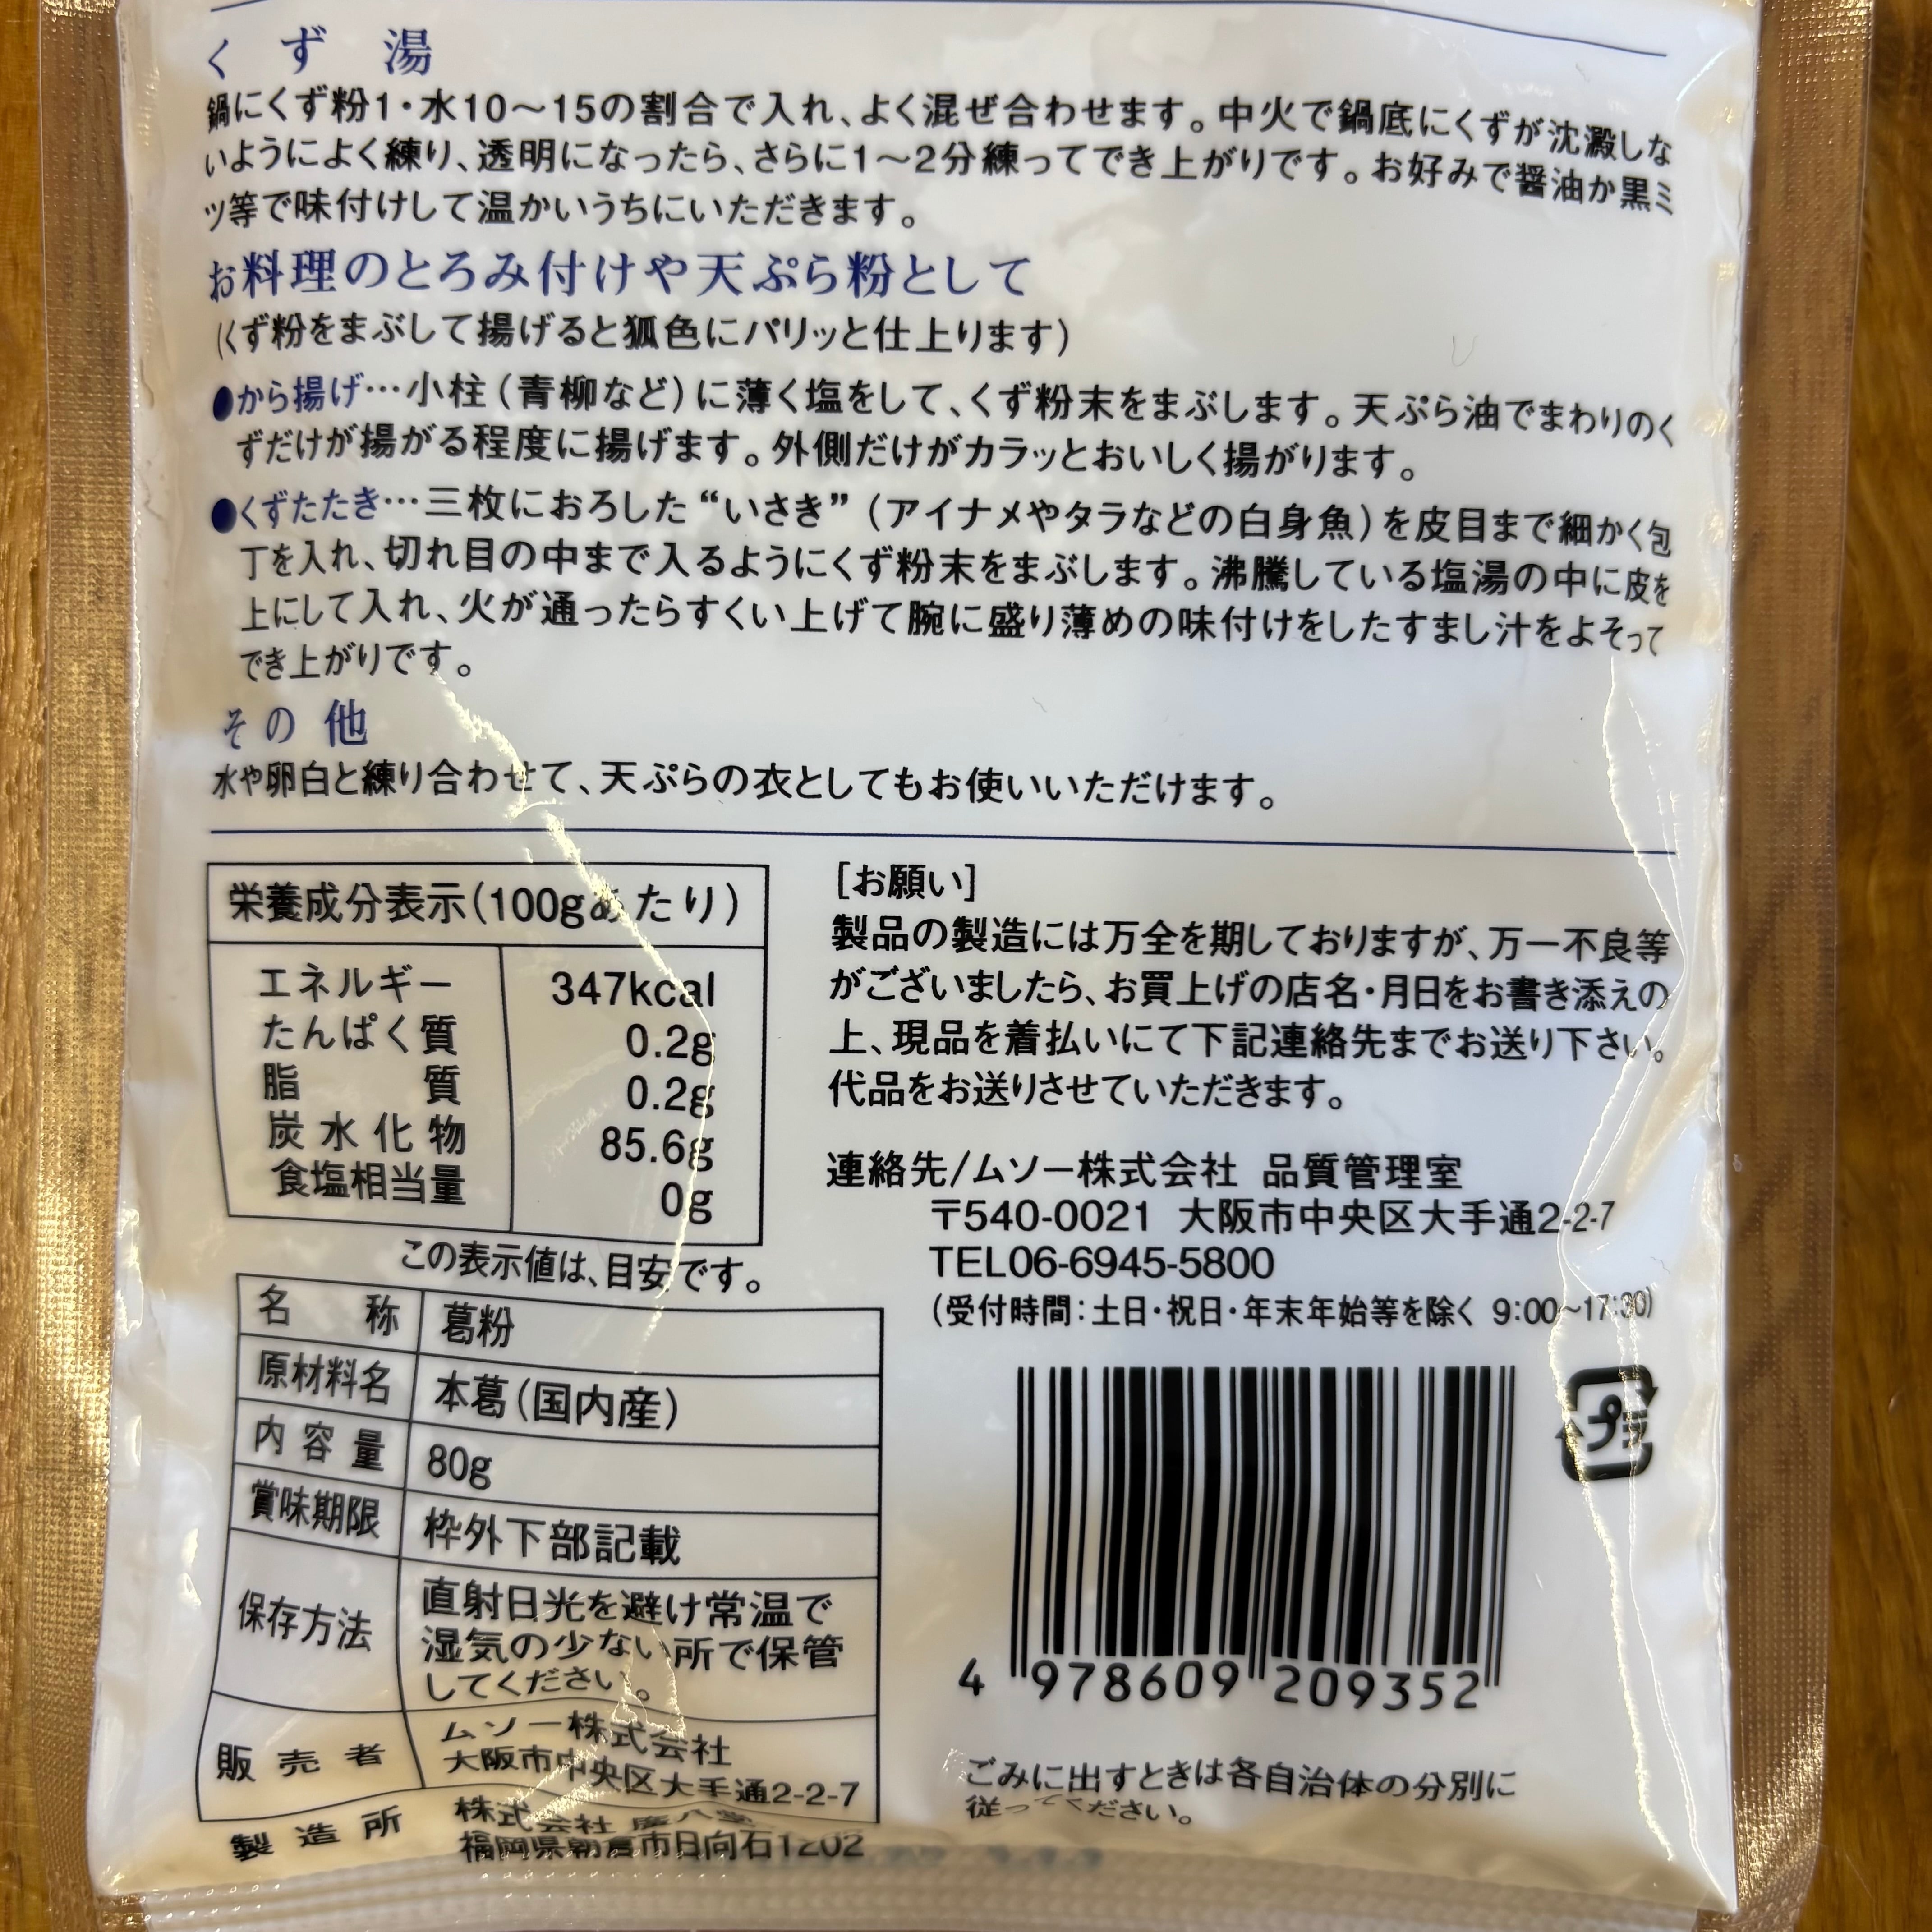 くず湯
鍋にくず粉1・水10〜15の割合で入れ、よく混ぜ合わせます。中火で鍋底にくずが沈澱しな
いようによく練り、透明になったら、さらに1〜2分練ってでき上がりです。お好みで醤油か黒ミ
ツ等で味付けして温かいうちにいただきます。
お料理のとろみ付けや天ぷら粉として
(くず粉をまぶして揚げると狐色にパリッと仕上ります)
●から揚げ…小柱(青柳など)に薄く塩をして、くず粉末をまぶします。天ぷら油でまわりのく
ずだけが揚がる程度に揚げます。外側だけがカラッとおいしく揚がります。
●くずたたき…三枚におろした“いさき”(アイナメやタラなどの白身魚)を皮目まで細かく包
丁を入れ、切れ目の中まで入るようにくず粉末をまぶします。沸騰している塩湯の中に皮を
上にして入れ、火が通ったらすくい上げて腕に盛り薄めの味付けをしたすまし汁をよそって
でき上がりです。
その他
水や卵白と練り合わせて、天ぷらの衣としてもお使いいただけます。
栄養成分表示(100gあたり)
エネルギー 347kcal
たんぱく質 0.2g
脂質 0.2g
炭水化物 85.6g
食塩相当量 0g
この表示値は、目安です。
名称 葛粉
原材料名 本葛(国内産)
内容量 80g
賞味期限 枠外下部記載
保存方法 直射日光を避け常温で
湿気の少ない所で保管
してください。
販売者 ムソー株式会社
大阪市中央区大手通2-2-7
製造所 株式会社廣八堂
福岡県朝倉市日向石1202
[お願い]
製品の製造には万全を期しておりますが、万一不良等
がございましたら、お買上げの店名・月日をお書き添えの
上、現品を着払いにて下記連絡先までお送り下さい。
代品をお送りさせていただきます。
連絡先/ムソー株式会社 品質管理室
〒540-0021 大阪市中央区大手通2-2-7
TEL06-6945-5800
(受付時間:土日・祝日・年末年始等を除く 9:00〜17:30)
プラ
4 978609 209352
ごみに出すときは各自治体の分別に
従ってください。